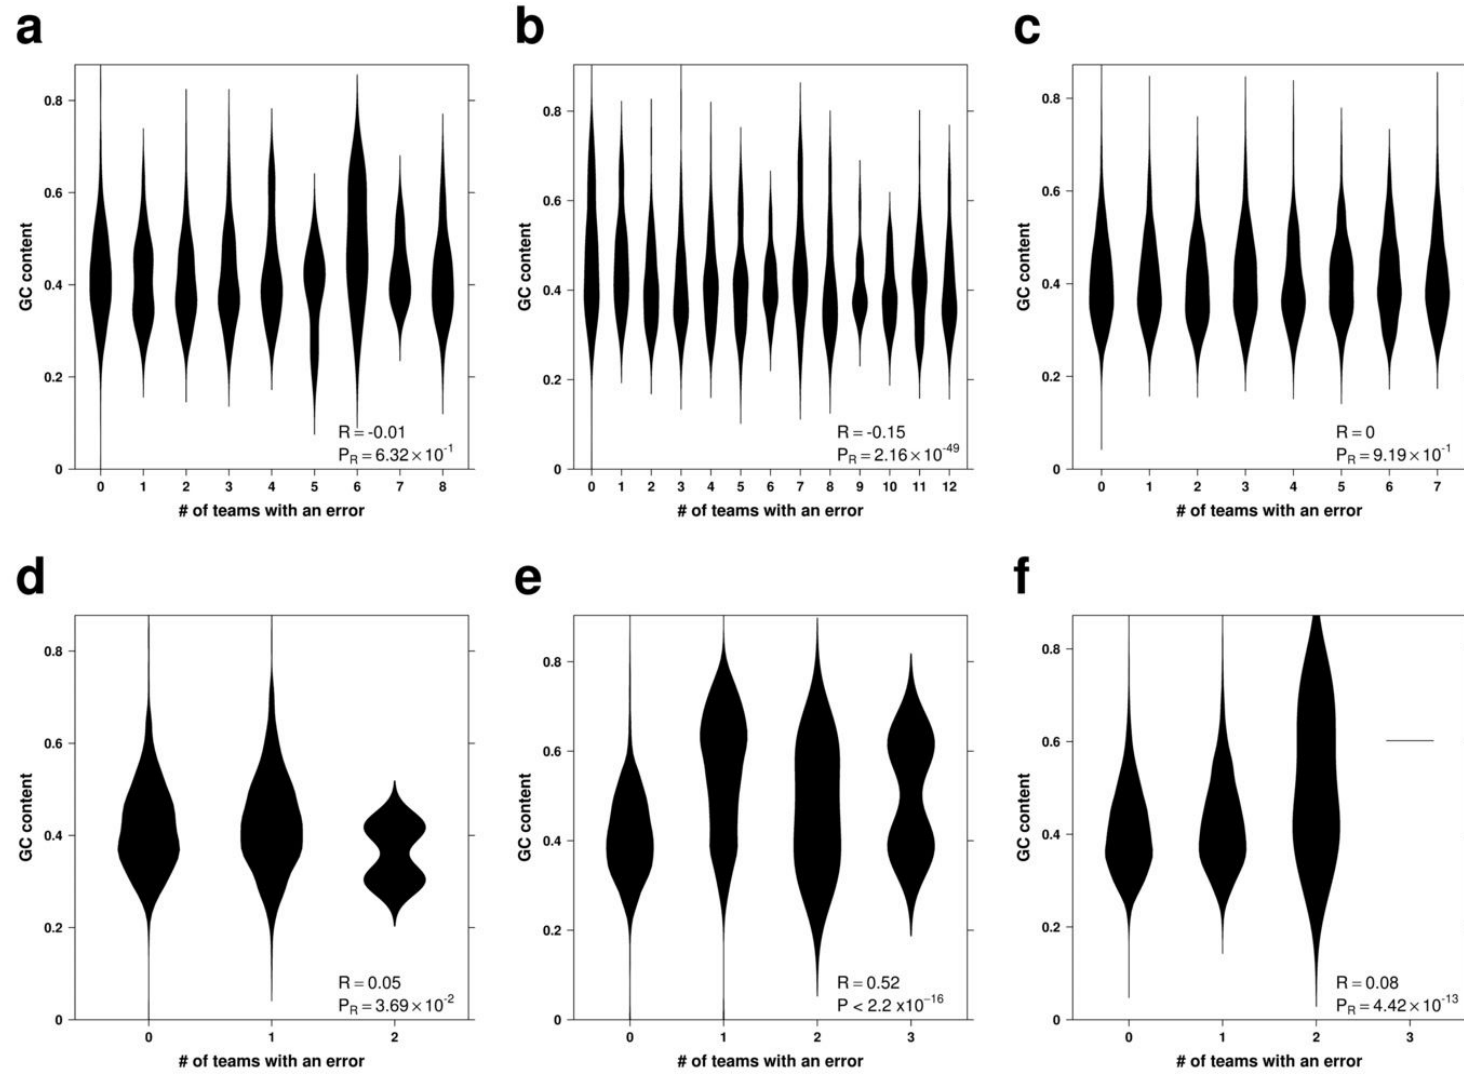 a
GC content
0.8
0.6
0.4
0.2
0
R = -0.01
P_R = 6.32 × 10^-1
0 1 2 3 4 5 6 7 8
# of teams with an error
b
GC content
0.8
0.6
0.4
0.2
0
R = -0.15
P_R = 2.16 × 10^-49
0 1 2 3 4 5 6 7 8 9 10 11 12
# of teams with an error
c
GC content
0.8
0.6
0.4
0.2
0
R = 0
P_R = 9.19 × 10^-1
0 1 2 3 4 5 6 7
# of teams with an error
d
GC content
0.8
0.6
0.4
0.2
0
R = 0.05
P_R = 3.69 × 10^-2
0 1 2
# of teams with an error
e
GC content
0.8
0.6
0.4
0.2
0
R = 0.52
P < 2.2 x10^-16
0 1 2 3
# of teams with an error
f
GC content
0.8
0.6
0.4
0.2
0
R = 0.08
P_R = 4.42 × 10^-13
0 1 2 3
# of teams with an error